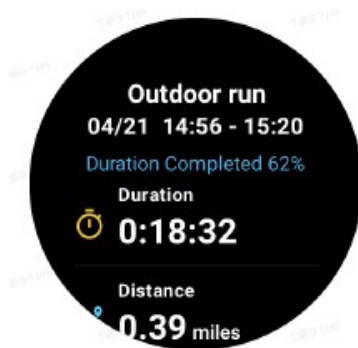 Outdoor run
04/21 14:56 - 15:20
Duration Completed 62%
Duration
0:18:32
Distance
0.39 miles